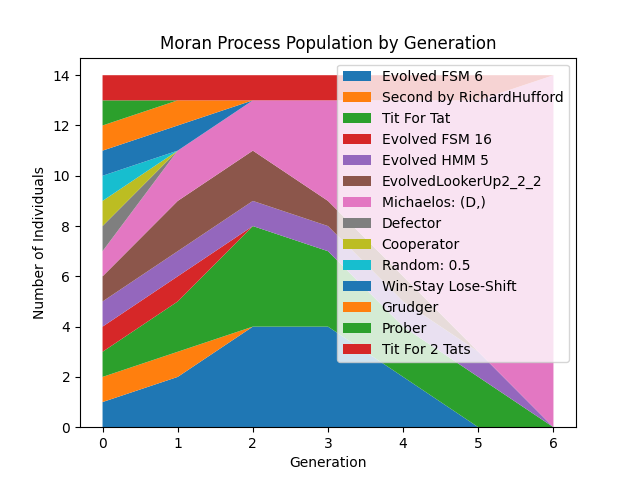 Moran Process Population by Generation
Number of Individuals
14
12
10
8
6
4
2
0
Evolved FSM 6
Second by RichardHufford
Tit For Tat
Evolved FSM 16
Evolved HMM 5
EvolvedLookerUp2_2_2
Michaelos: (D,)
Defector
Cooperator
Random: 0.5
Win-Stay Lose-Shift
Grudger
Prober
Tit For 2 Tats
0 1 2 3 4 5 6
Generation